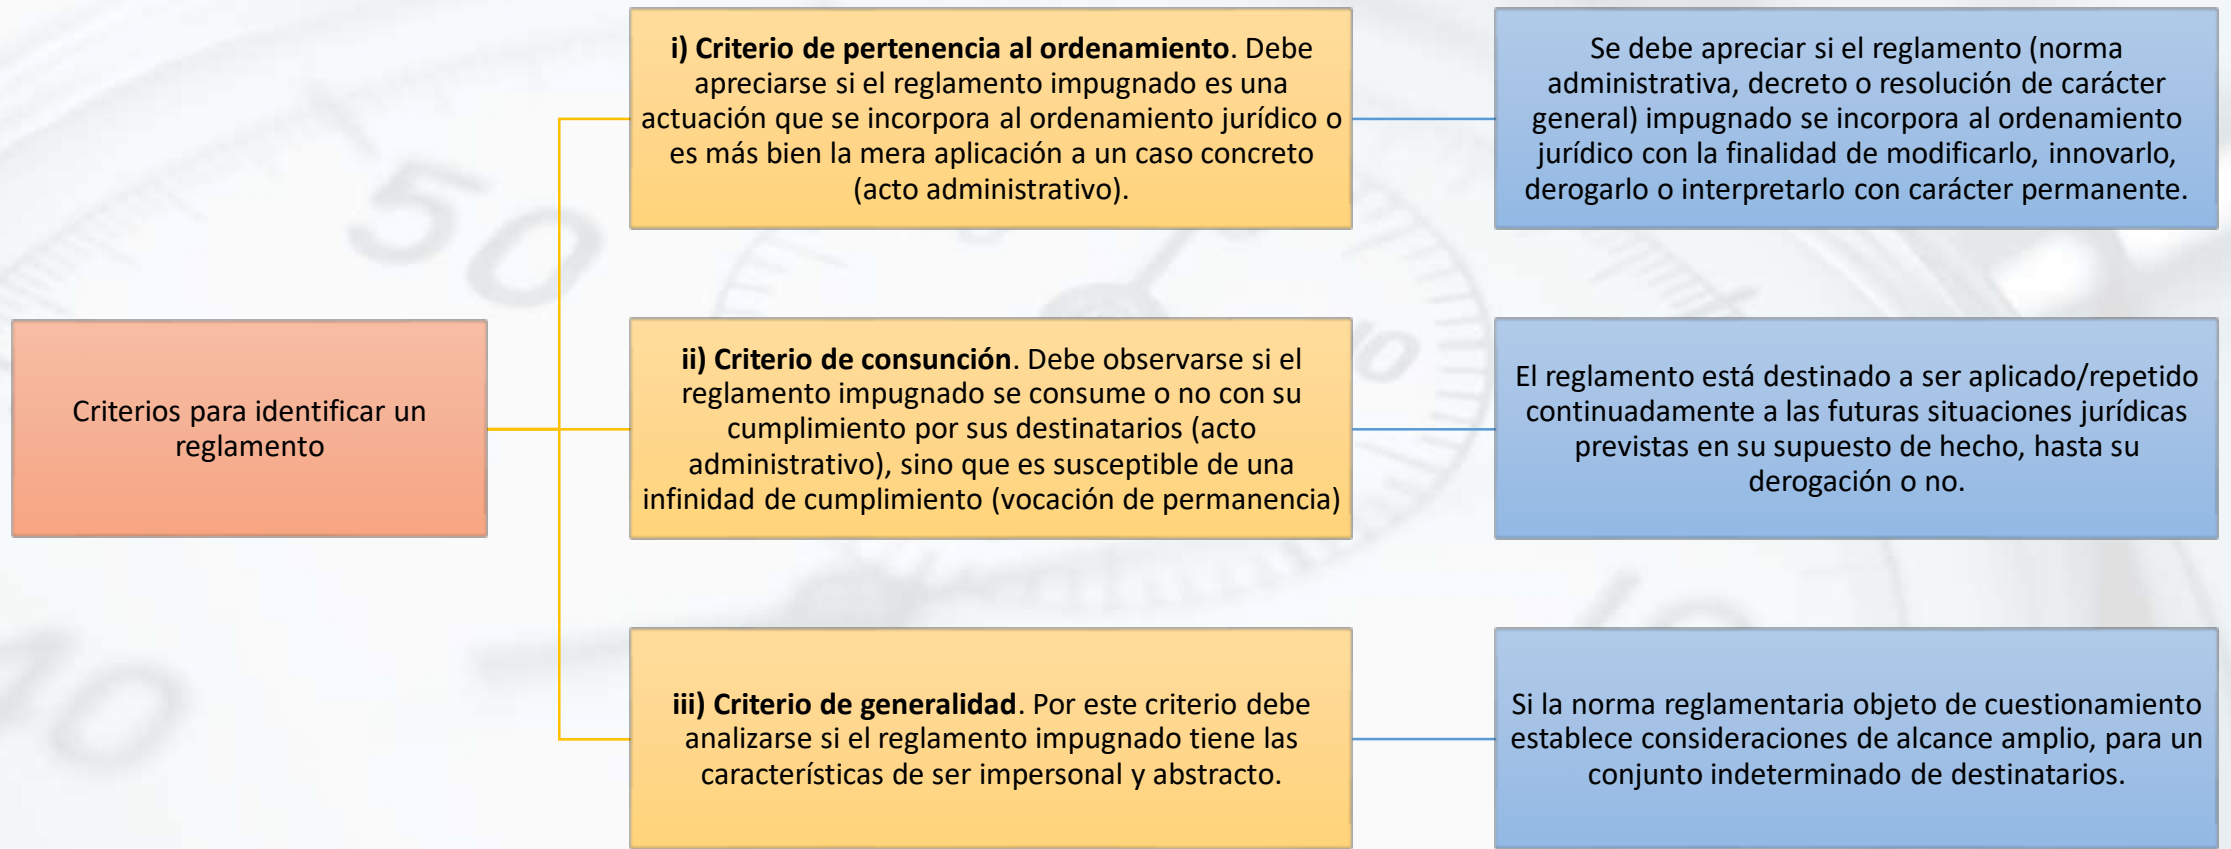 Criterios para identificar un
reglamento
i) Criterio de pertenencia al ordenamiento. Debe
apreciarse si el reglamento impugnado es una
actuación que se incorpora al ordenamiento jurídico o
es más bien la mera aplicación a un caso concreto
(acto administrativo).
Se debe apreciar si el reglamento (norma
administrativa, decreto o resolución de carácter
general) impugnado se incorpora al ordenamiento
jurídico con la finalidad de modificarlo, innovarlo,
derogarlo o interpretarlo con carácter permanente.
ii) Criterio de consunción. Debe observarse si el
reglamento impugnado se consume o no con su
cumplimiento por sus destinatarios (acto
administrativo), sino que es susceptible de una
infinidad de cumplimiento (vocación de permanencia)
El reglamento está destinado a ser aplicado/repetido
continuadamente a las futuras situaciones jurídicas
previstas en su supuesto de hecho, hasta su
derogación o no.
iii) Criterio de generalidad. Por este criterio debe
analizarse si el reglamento impugnado tiene las
características de ser impersonal y abstracto.
Si la norma reglamentaria objeto de cuestionamiento
establece consideraciones de alcance amplio, para un
conjunto indeterminado de destinatarios.
50
10
40